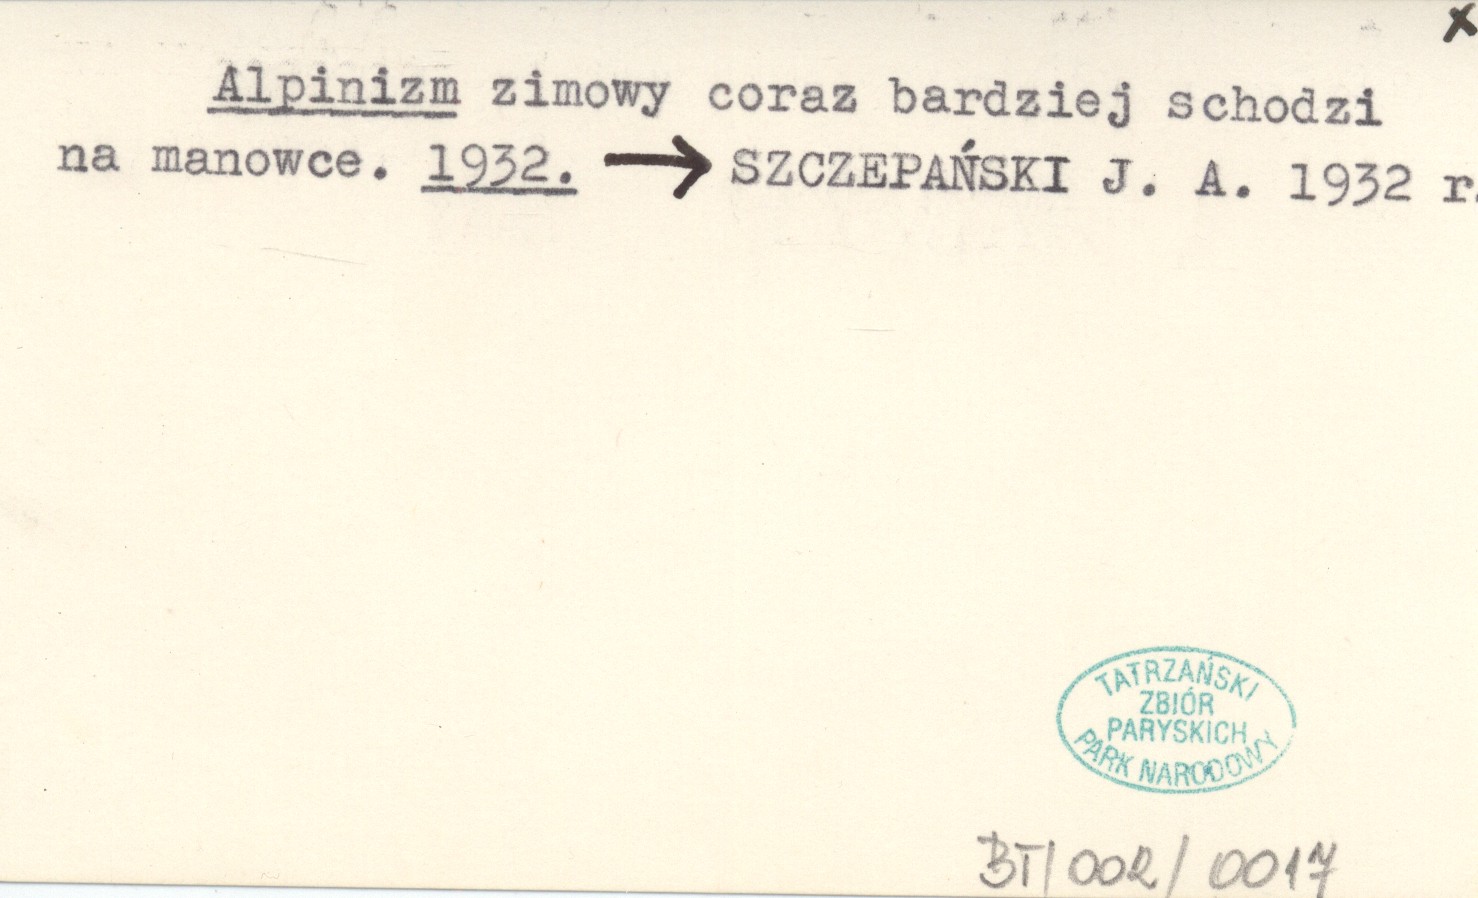 x
Alpinizm zimowy coraz bardziej schodzi
na manowce. 1932. → SZCZEPAŃSKI J. A. 1932 r.
TATRZAŃSKI
ZBIÓR
PARYSKICH
PARK NARODOWY
BT/002/0017